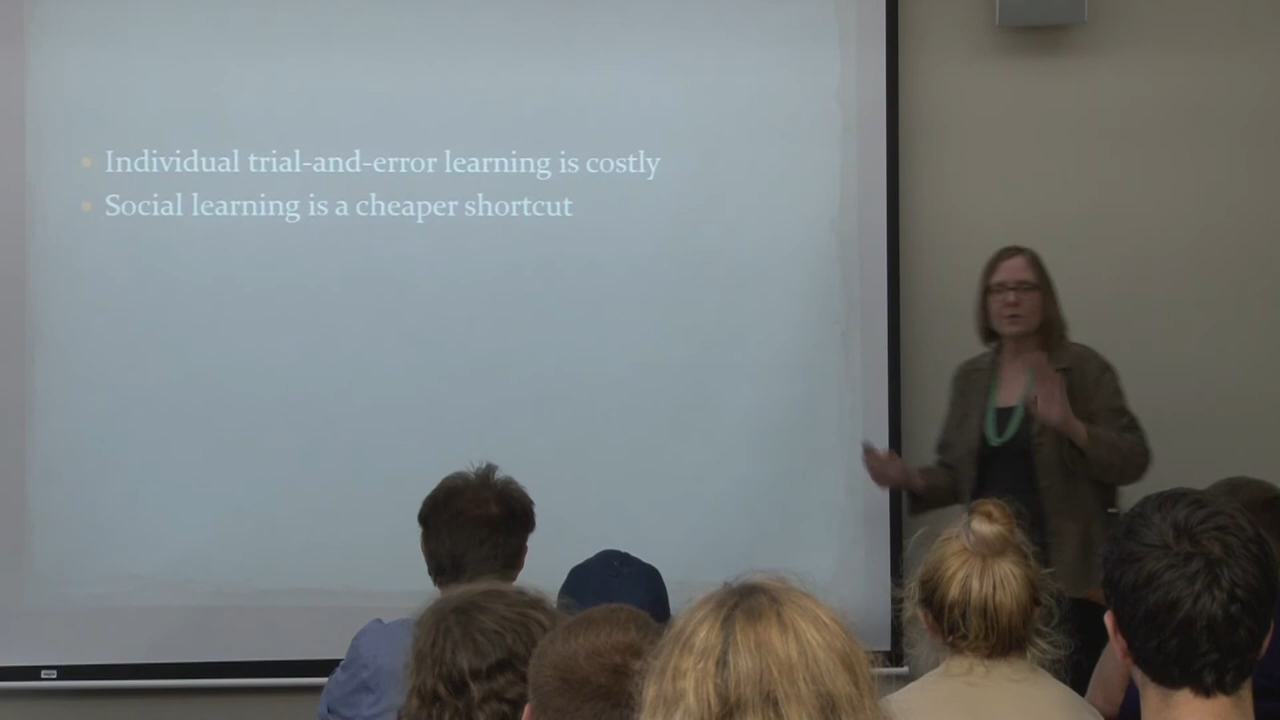 Individual trial-and-error learning is costly
Social learning is a cheaper shortcut